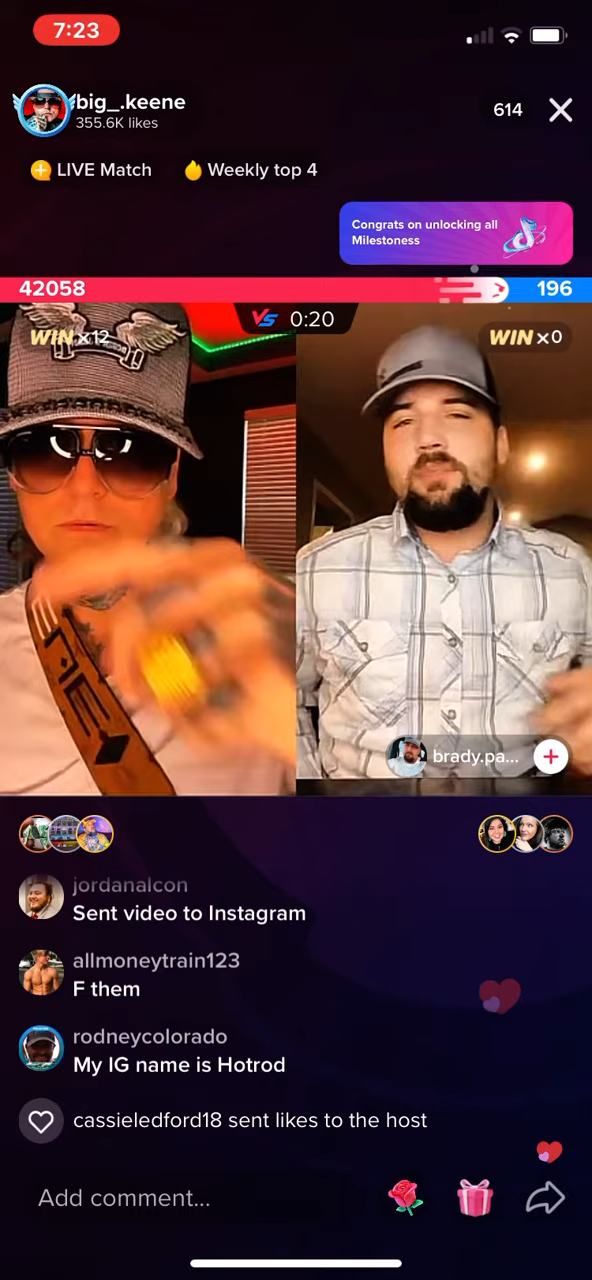 7:23
big_.keene
355.6K likes
614
LIVE Match
Weekly top 4
Congrats on unlocking all
Milestoness
42058
196
VS 0:20
WIN x12
WIN x0
brady.pa...
jordanalcon
Sent video to Instagram
allmoneytrain123
F them
rodneycolorado
My IG name is Hotrod
cassieledford18 sent likes to the host
Add comment...